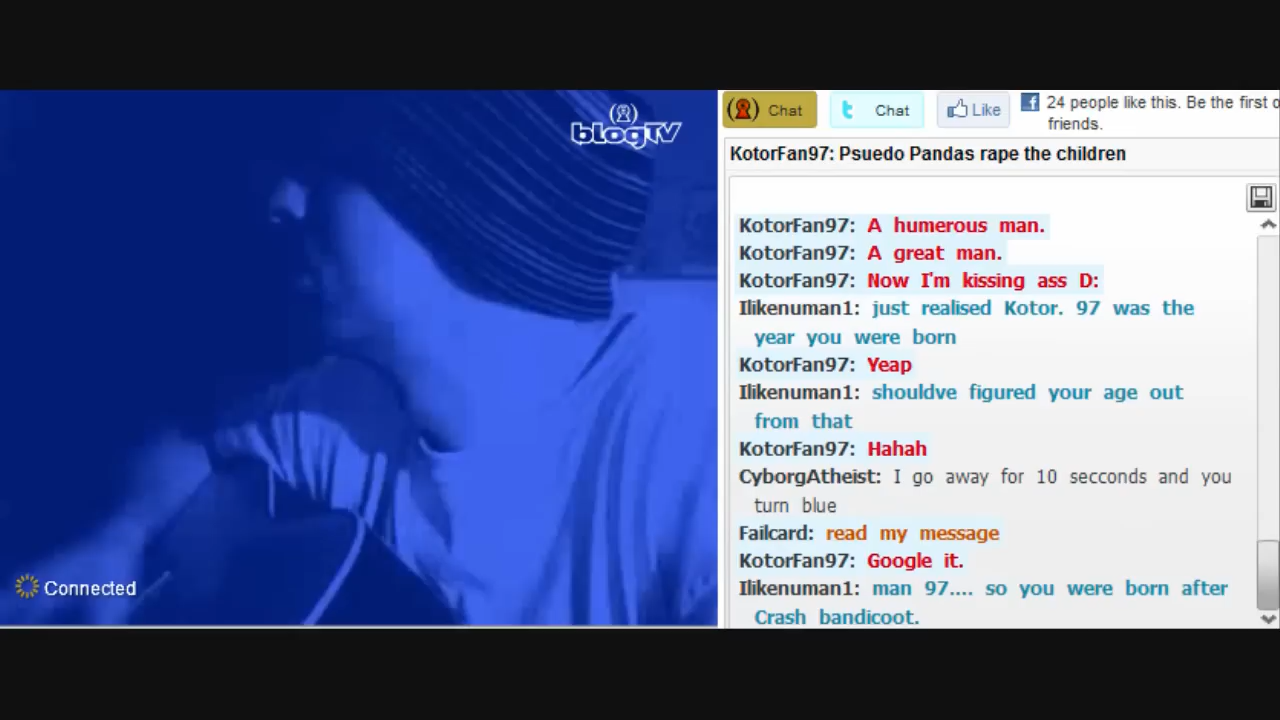 blogTV
Connected
Chat
Chat
Like
24 people like this. Be the first o
friends.
KotorFan97: Psuedo Pandas rape the children
KotorFan97: A humerous man.
KotorFan97: A great man.
KotorFan97: Now I'm kissing ass D:
Ilikenuman1: just realised Kotor. 97 was the
year you were born
KotorFan97: Yeap
Ilikenuman1: shouldve figured your age out
from that
KotorFan97: Hahah
CyborgAtheist: I go away for 10 secconds and you
turn blue
Failcard: read my message
KotorFan97: Google it.
Ilikenuman1: man 97.... so you were born after
Crash bandicoot.